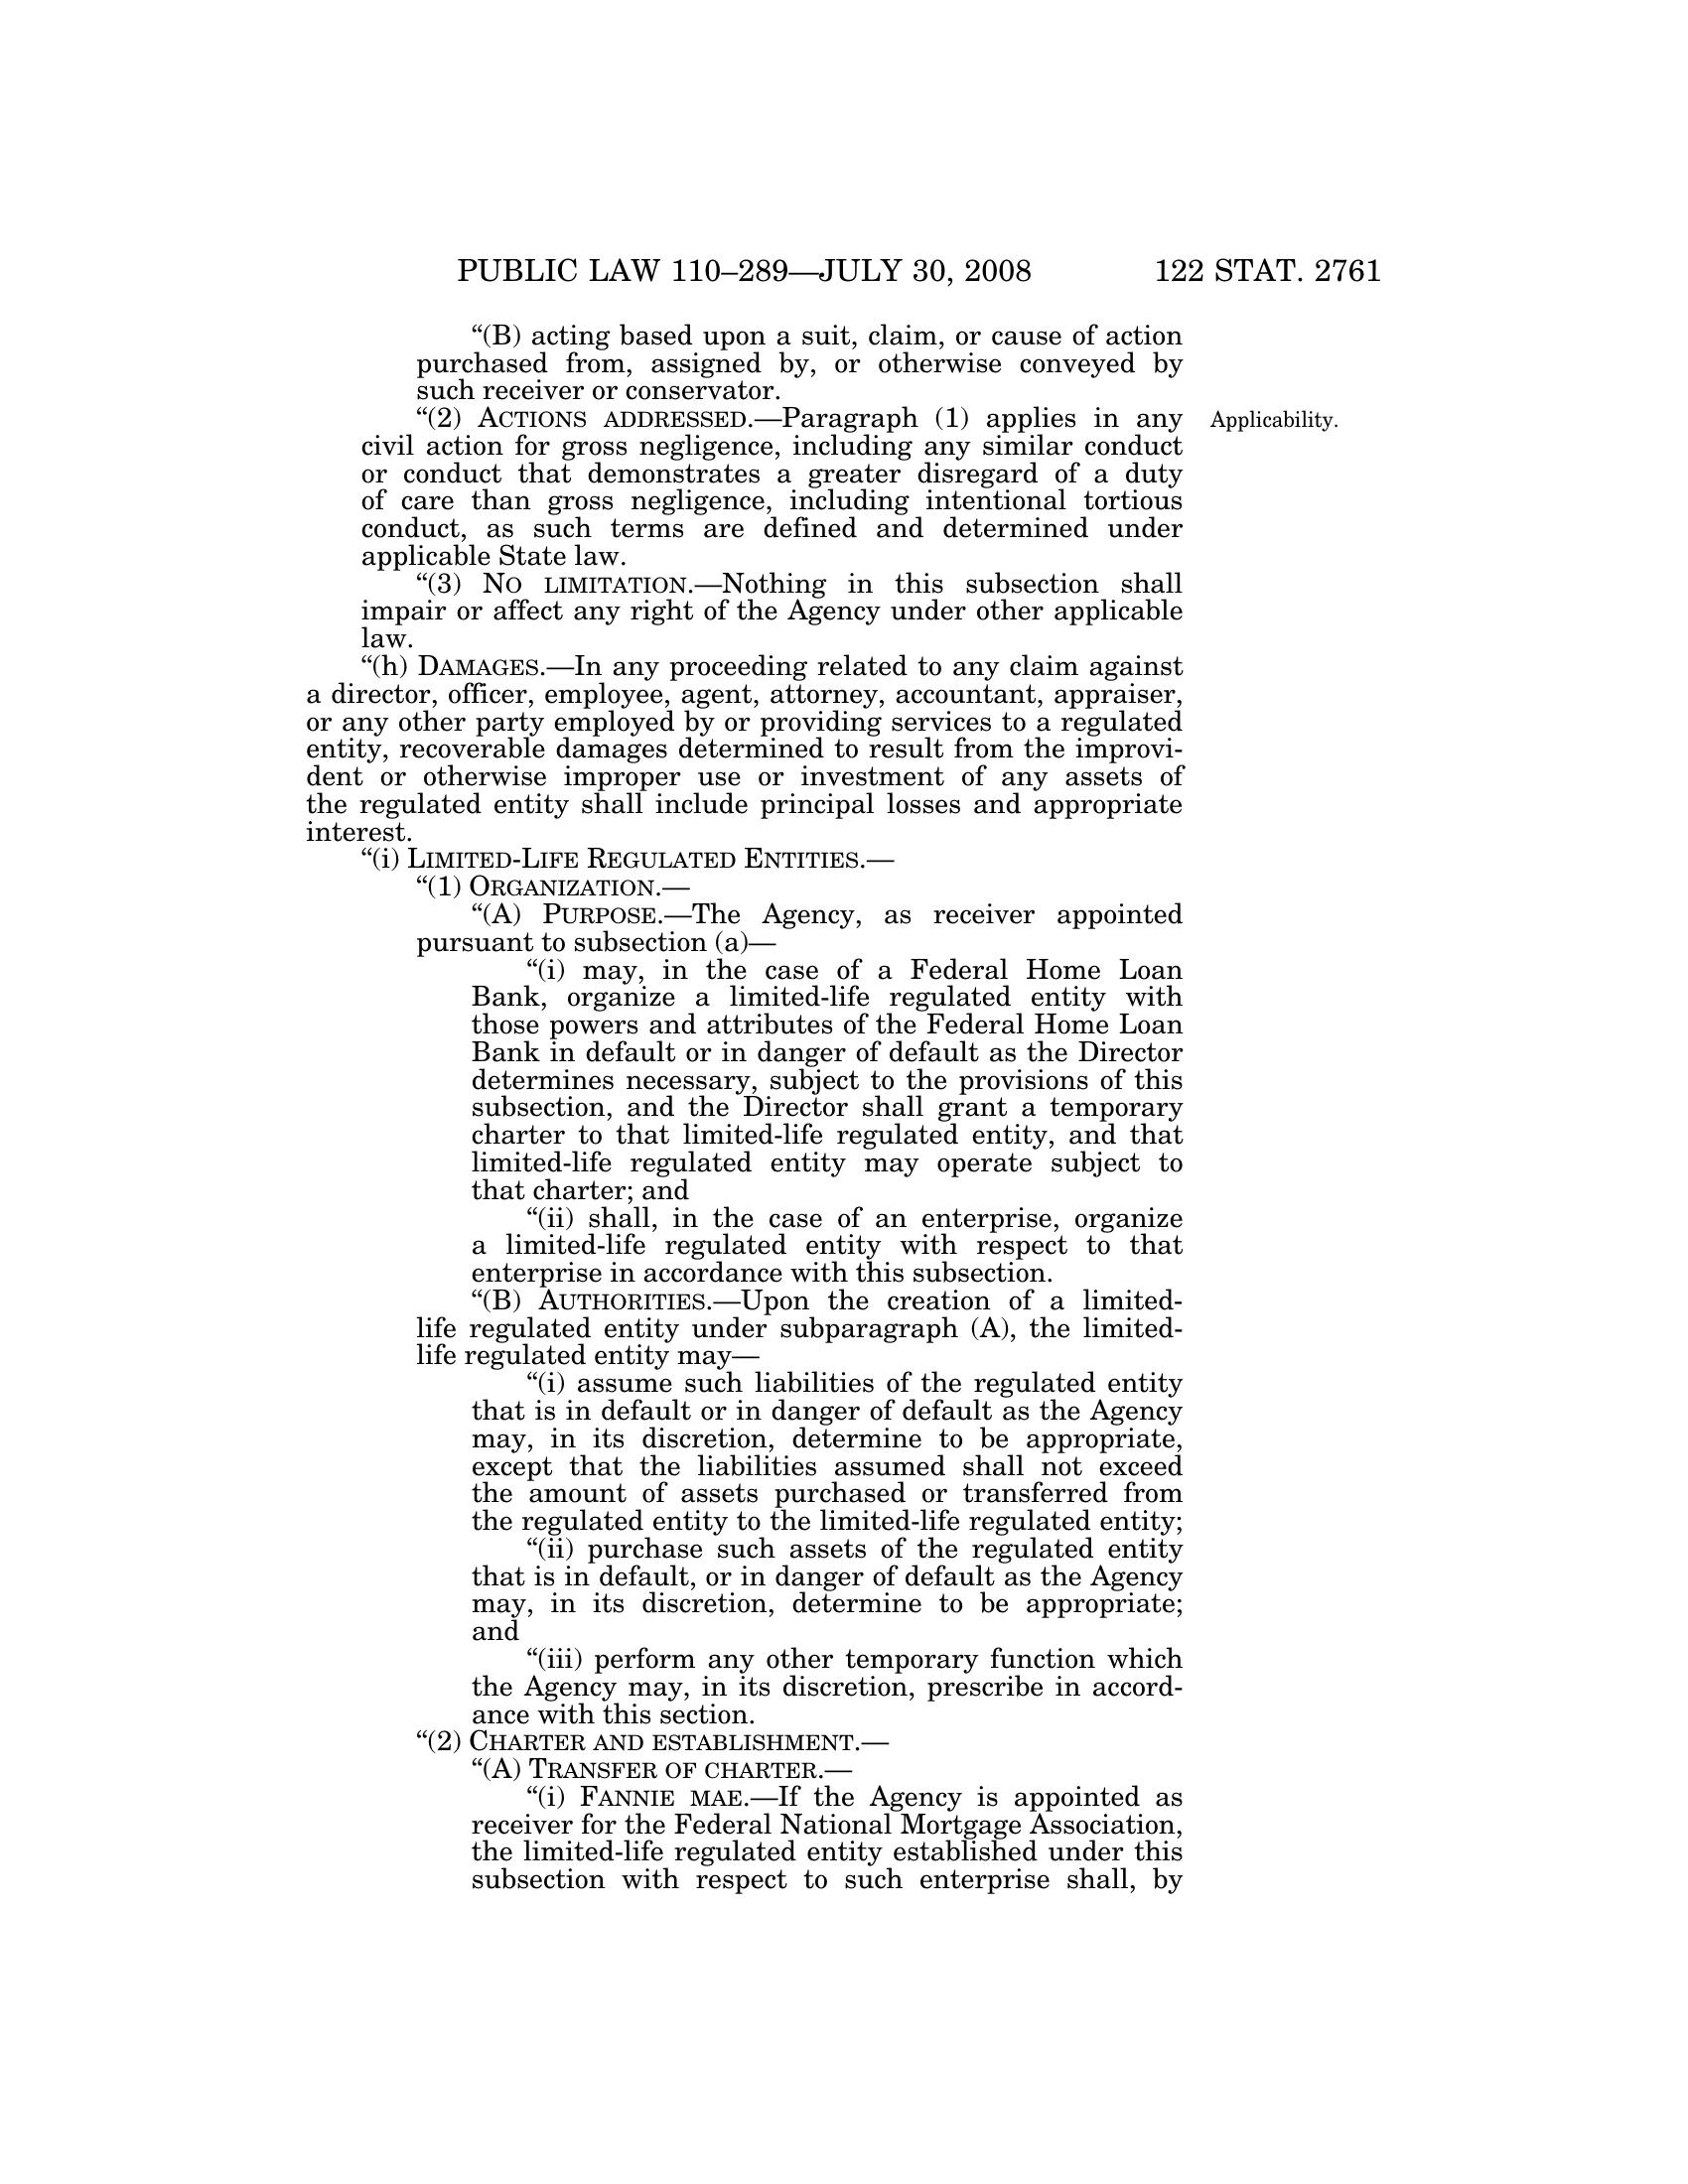 PUBLIC LAW 110–289—JULY 30, 2008 122 STAT. 2761
“(B) acting based upon a suit, claim, or cause of action
purchased from, assigned by, or otherwise conveyed by
such receiver or conservator.
“(2) ACTIONS ADDRESSED.—Paragraph (1) applies in any Applicability.
civil action for gross negligence, including any similar conduct
or conduct that demonstrates a greater disregard of a duty
of care than gross negligence, including intentional tortious
conduct, as such terms are defined and determined under
applicable State law.
“(3) NO LIMITATION.—Nothing in this subsection shall
impair or affect any right of the Agency under other applicable
law.
“(h) DAMAGES.—In any proceeding related to any claim against
a director, officer, employee, agent, attorney, accountant, appraiser,
or any other party employed by or providing services to a regulated
entity, recoverable damages determined to result from the improvi-
dent or otherwise improper use or investment of any assets of
the regulated entity shall include principal losses and appropriate
interest.
“(i) LIMITED-LIFE REGULATED ENTITIES.—
“(1) ORGANIZATION.—
“(A) PURPOSE.—The Agency, as receiver appointed
pursuant to subsection (a)—
“(i) may, in the case of a Federal Home Loan
Bank, organize a limited-life regulated entity with
those powers and attributes of the Federal Home Loan
Bank in default or in danger of default as the Director
determines necessary, subject to the provisions of this
subsection, and the Director shall grant a temporary
charter to that limited-life regulated entity, and that
limited-life regulated entity may operate subject to
that charter; and
“(ii) shall, in the case of an enterprise, organize
a limited-life regulated entity with respect to that
enterprise in accordance with this subsection.
“(B) AUTHORITIES.—Upon the creation of a limited-
life regulated entity under subparagraph (A), the limited-
life regulated entity may—
“(i) assume such liabilities of the regulated entity
that is in default or in danger of default as the Agency
may, in its discretion, determine to be appropriate,
except that the liabilities assumed shall not exceed
the amount of assets purchased or transferred from
the regulated entity to the limited-life regulated entity;
“(ii) purchase such assets of the regulated entity
that is in default, or in danger of default as the Agency
may, in its discretion, determine to be appropriate;
and
“(iii) perform any other temporary function which
the Agency may, in its discretion, prescribe in accord-
ance with this section.
“(2) CHARTER AND ESTABLISHMENT.—
“(A) TRANSFER OF CHARTER.—
“(i) FANNIE MAE.—If the Agency is appointed as
receiver for the Federal National Mortgage Association,
the limited-life regulated entity established under this
subsection with respect to such enterprise shall, by